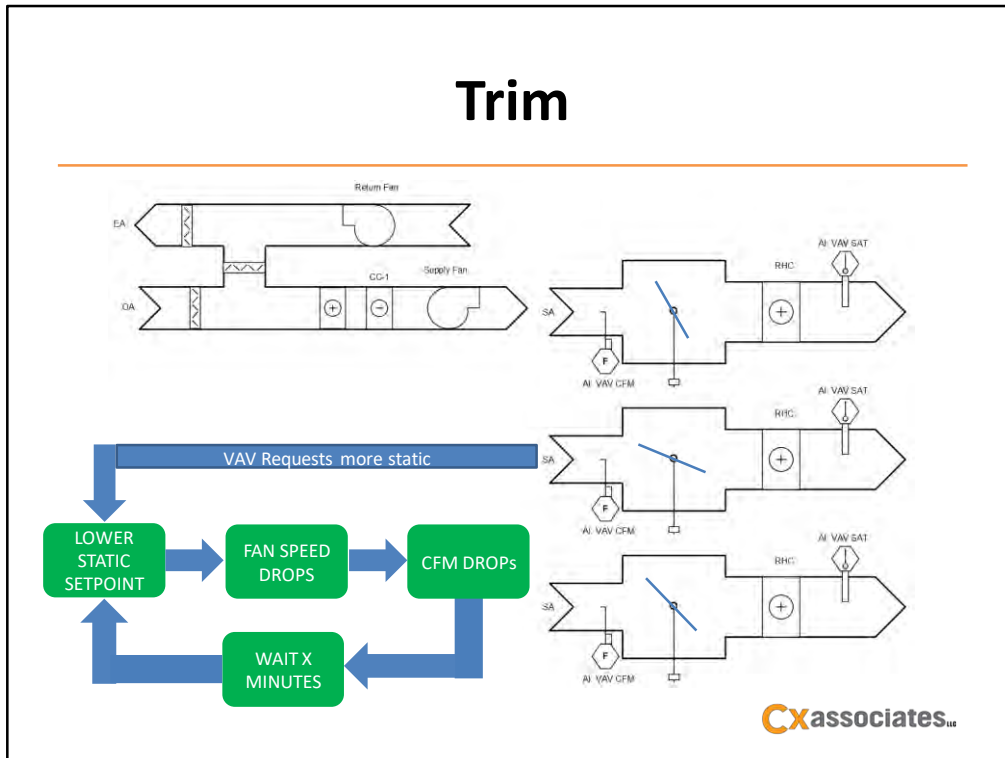 Trim
Return Fan
EA
CC-1
Supply Fan
OA
AI: VAV SAT
RHC
SA
F
AI: VAV CFM
AI: VAV SAT
RHC
SA
F
AI: VAV CFM
AI: VAV SAT
RHC
SA
F
AI: VAV CFM
VAV Requests more static
LOWER
STATIC
SETPOINT
FAN SPEED
DROPS
CFM DROPs
WAIT X
MINUTES
Cxassociates LLC